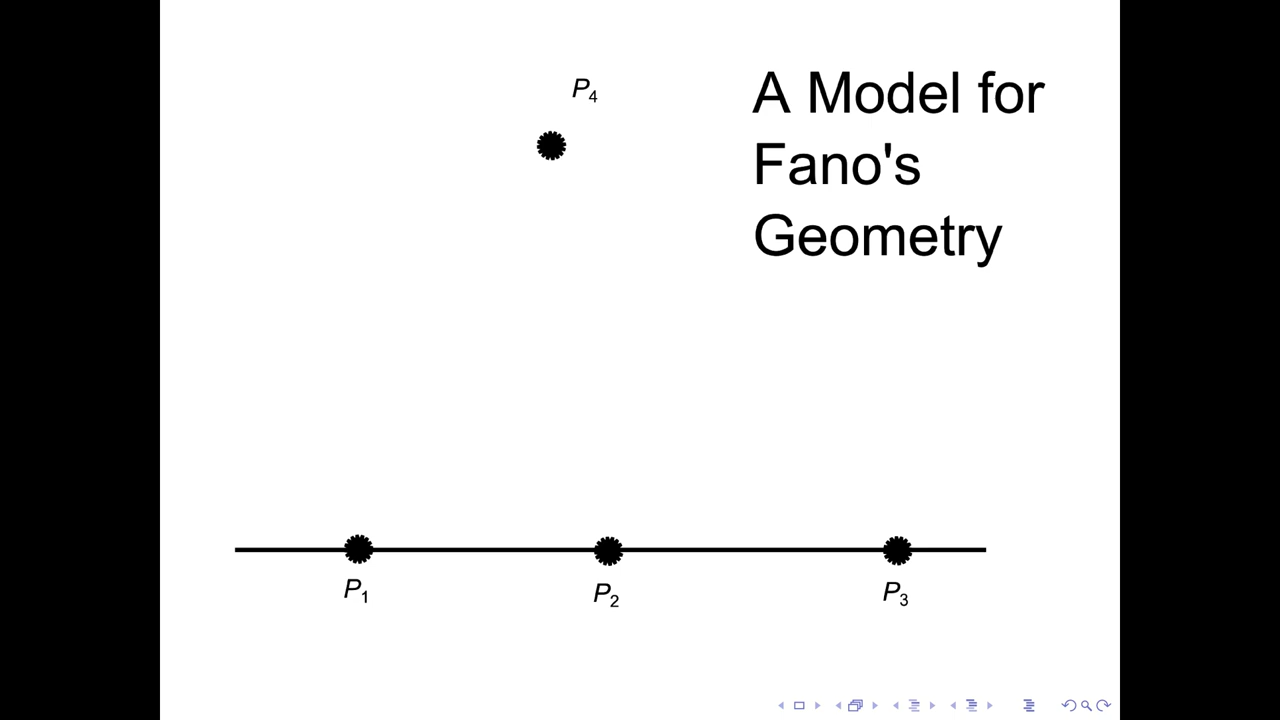 P₄
A Model for
Fano's
Geometry
P₁
P₂
P₃